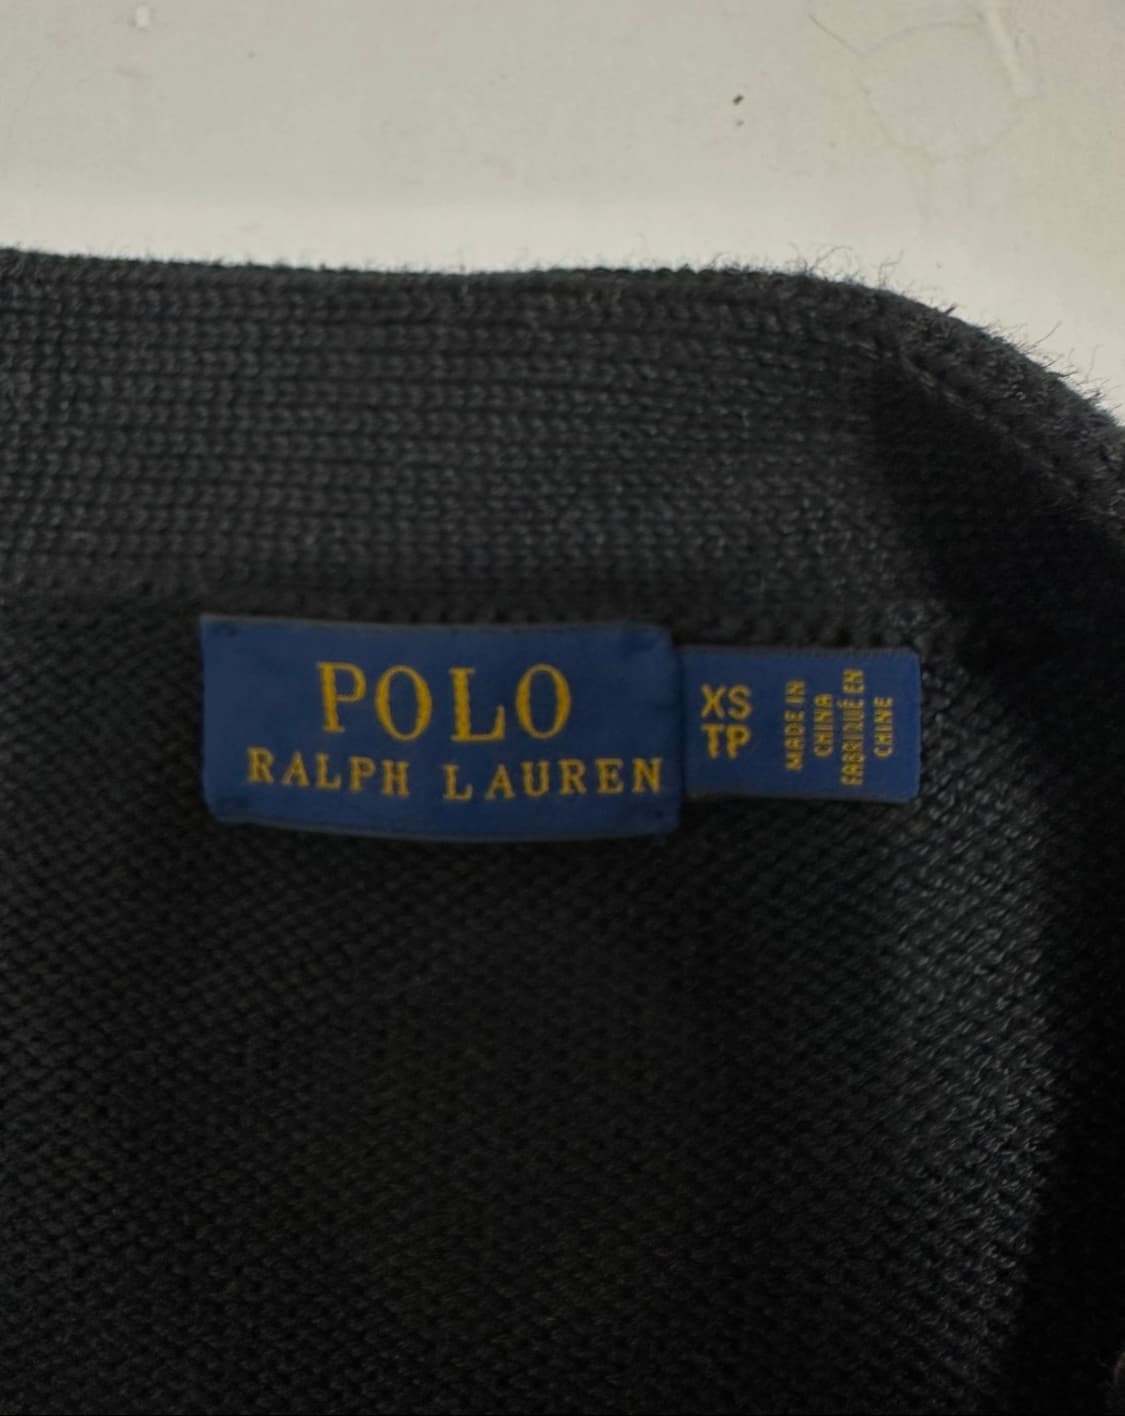 POLO
RALPH LAUREN
XS
TP
MADE IN
CHINA
FABRIQUÉ EN
CHINE